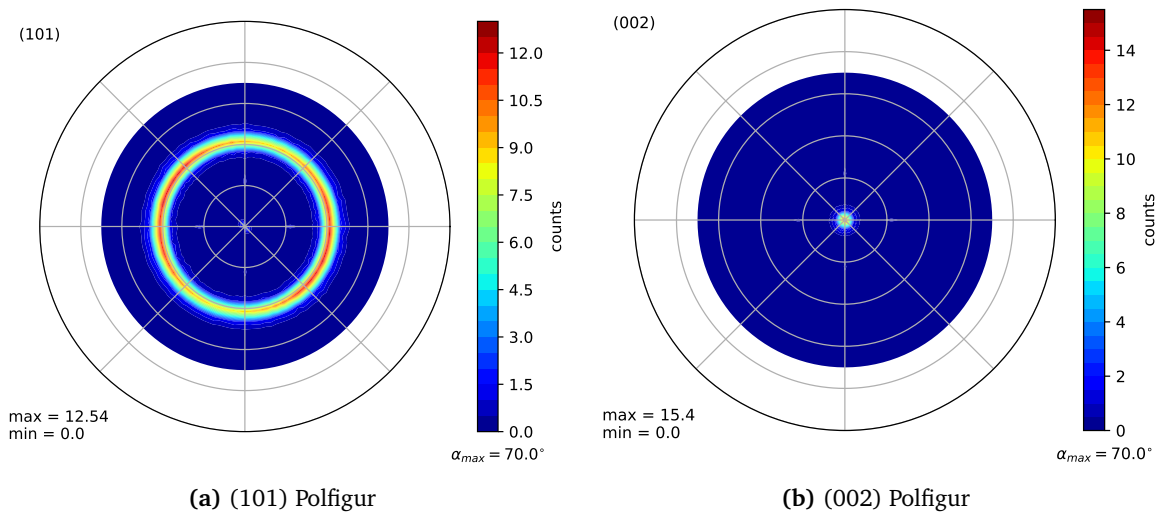 (101)
12.0
10.5
9.0
7.5
6.0
4.5
3.0
1.5
0.0
counts
max = 12.54
min = 0.0
α_max = 70.0°
(a) (101) Polfigur
(002)
14
12
10
8
6
4
2
0
counts
max = 15.4
min = 0.0
α_max = 70.0°
(b) (002) Polfigur